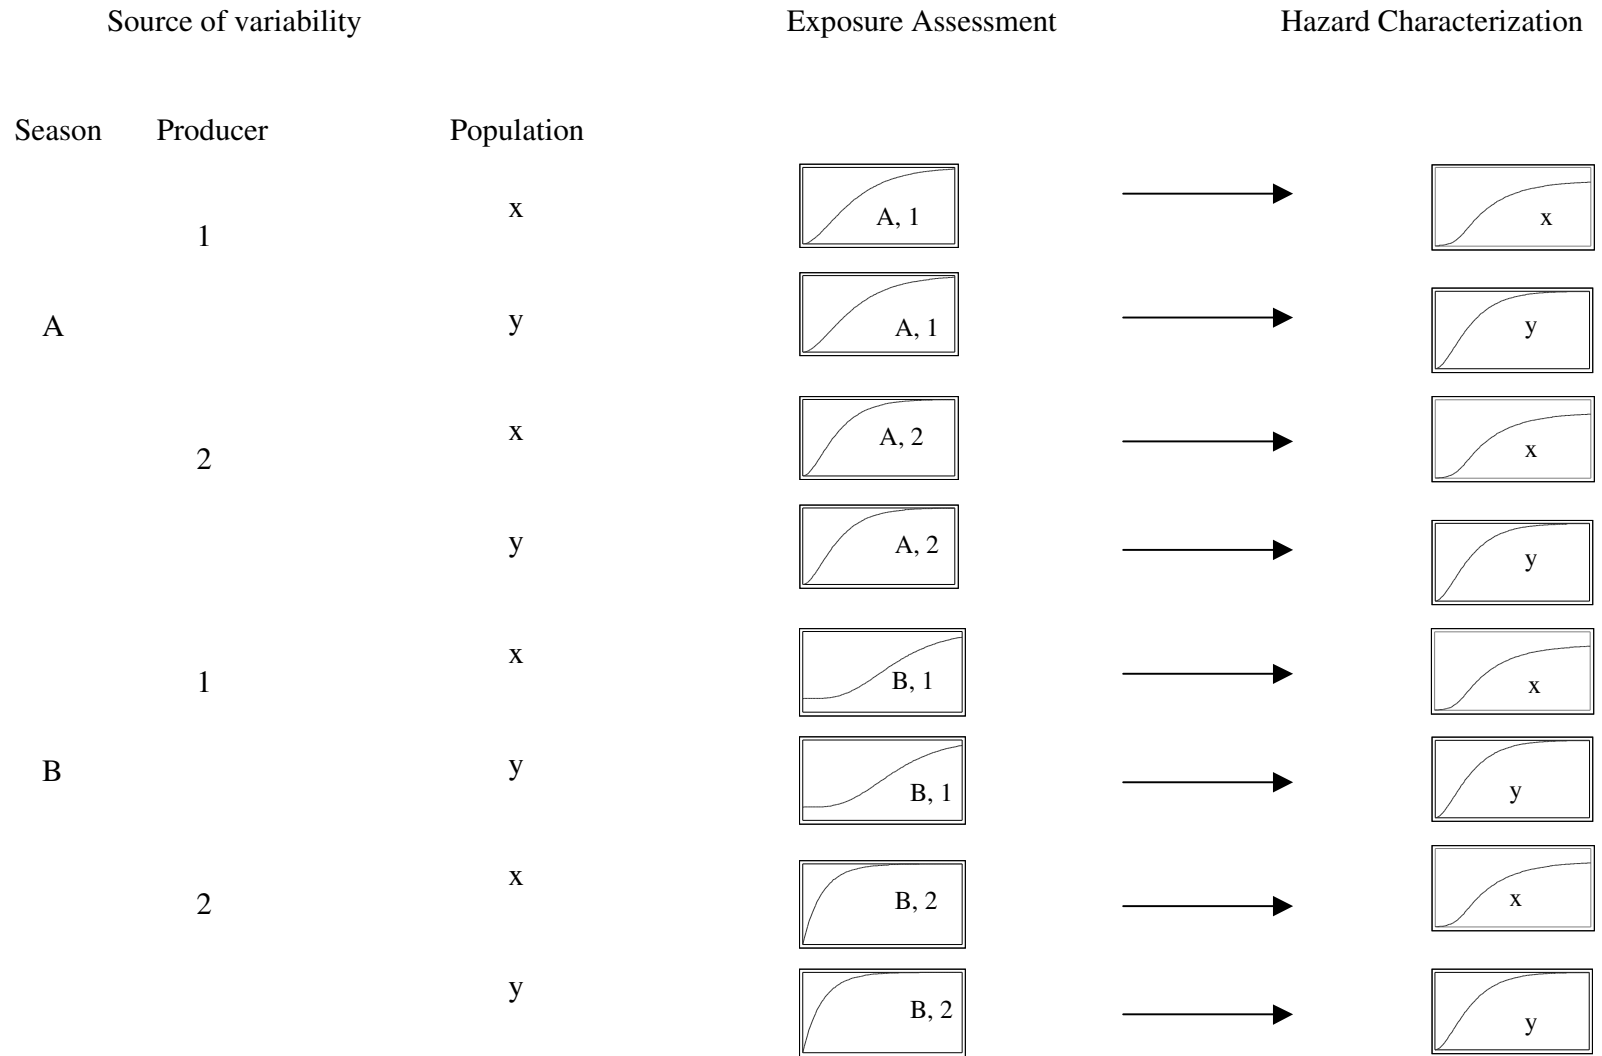 Source of variability Exposure Assessment Hazard Characterization
Season Producer Population
x A, 1 x
1
y A, 1 y
A
x A, 2 x
2
y A, 2 y
x B, 1 x
1
y B, 1 y
B
x B, 2 x
2
y B, 2 y